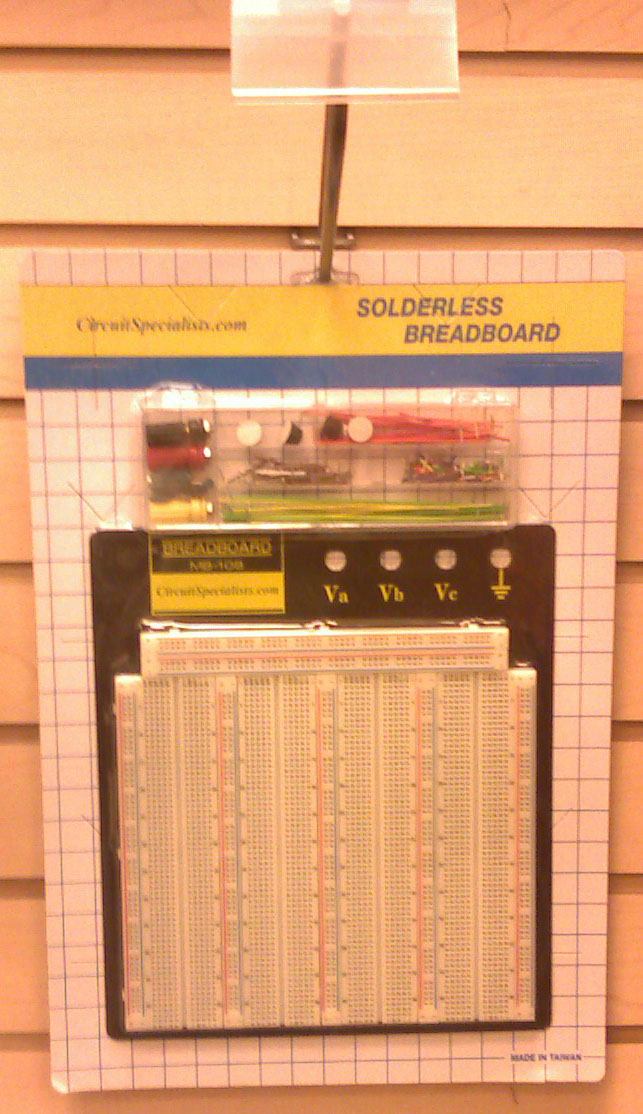 CircuitSpecialists.com
SOLDERLESS
BREADBOARD
BREADBOARD
MB-108
CircuitSpecialists.com
Va Vb Vc
MADE IN TAIWAN